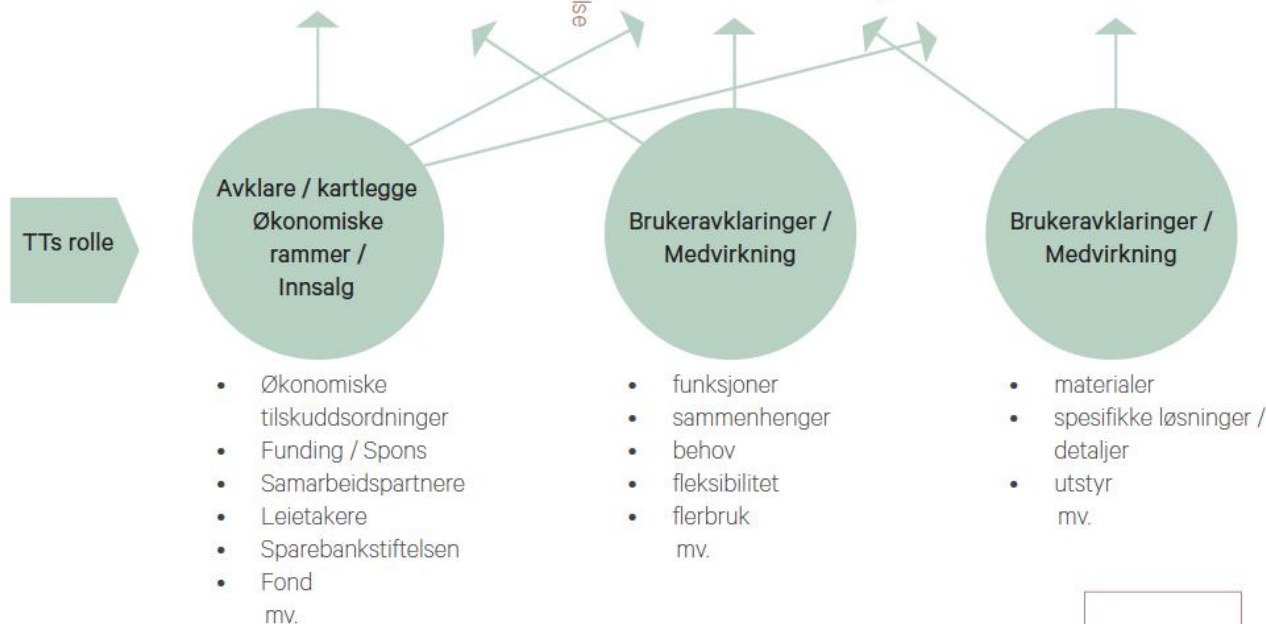 lse
TTs rolle
Avklare / kartlegge
Økonomiske
rammer /
Innsalg
Brukeravklaringer /
Medvirkning
Brukeravklaringer /
Medvirkning
• Økonomiske
tilskuddsordninger
• Funding / Spons
• Samarbeidspartnere
• Leietakere
• Sparebankstiftelsen
• Fond
mv.
• funksjoner
• sammenhenger
• behov
• fleksibilitet
• flerbruk
mv.
• materialer
• spesifikke løsninger /
detaljer
• utstyr
mv.